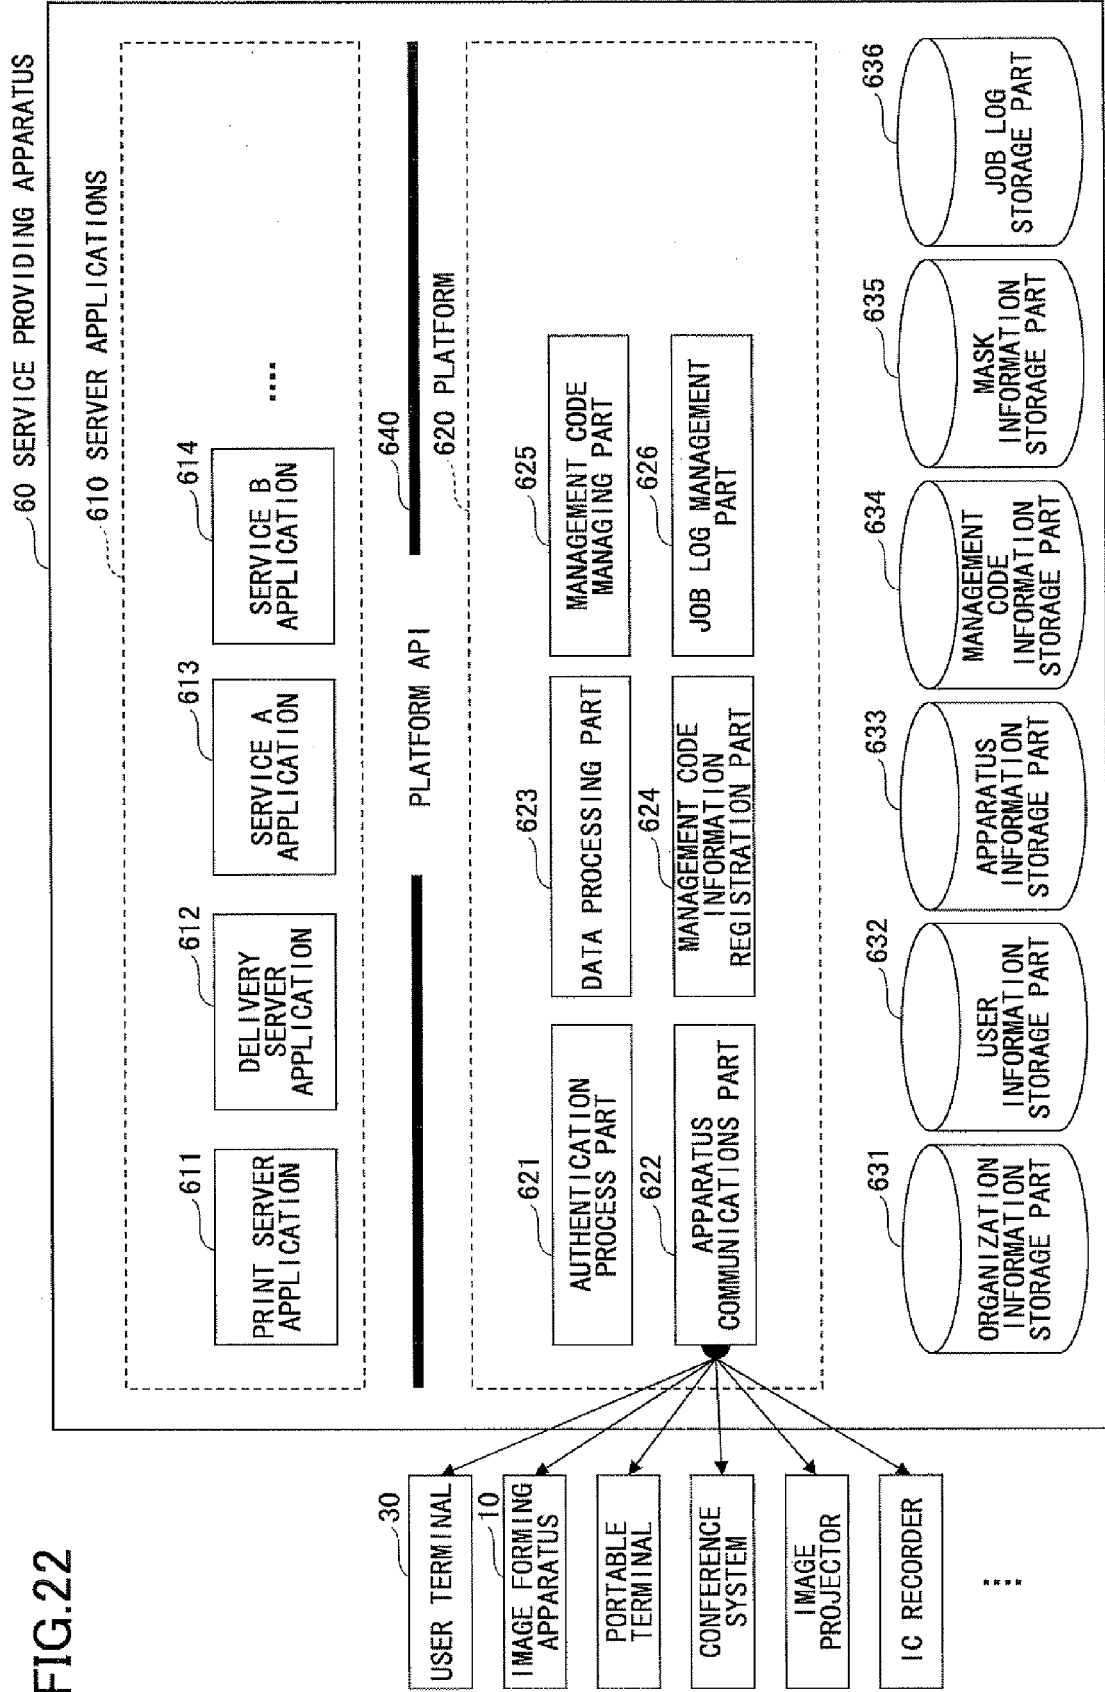 FIG.22
60 SERVICE PROVIDING APPARATUS
610 SERVER APPLICATIONS
611
PRINT SERVER
APPLICATION
612
DELIVERY
SERVER
APPLICATION
613
SERVICE A
APPLICATION
614
SERVICE B
APPLICATION
....
PLATFORM API
640
620 PLATFORM
621
AUTHENTICATION
PROCESS PART
623
DATA PROCESSING PART
625
MANAGEMENT CODE
MANAGING PART
622
APPARATUS
COMMUNICATIONS PART
624
MANAGEMENT CODE
INFORMATION
REGISTRATION PART
626
JOB LOG MANAGEMENT
PART
30
USER TERMINAL
10
IMAGE FORMING
APPARATUS
PORTABLE
TERMINAL
CONFERENCE
SYSTEM
IMAGE
PROJECTOR
IC RECORDER
....
631
ORGANIZATION
INFORMATION
STORAGE PART
632
USER
INFORMATION
STORAGE PART
633
APPARATUS
INFORMATION
STORAGE PART
634
MANAGEMENT
CODE
INFORMATION
STORAGE PART
635
MASK
INFORMATION
STORAGE PART
636
JOB LOG
STORAGE PART